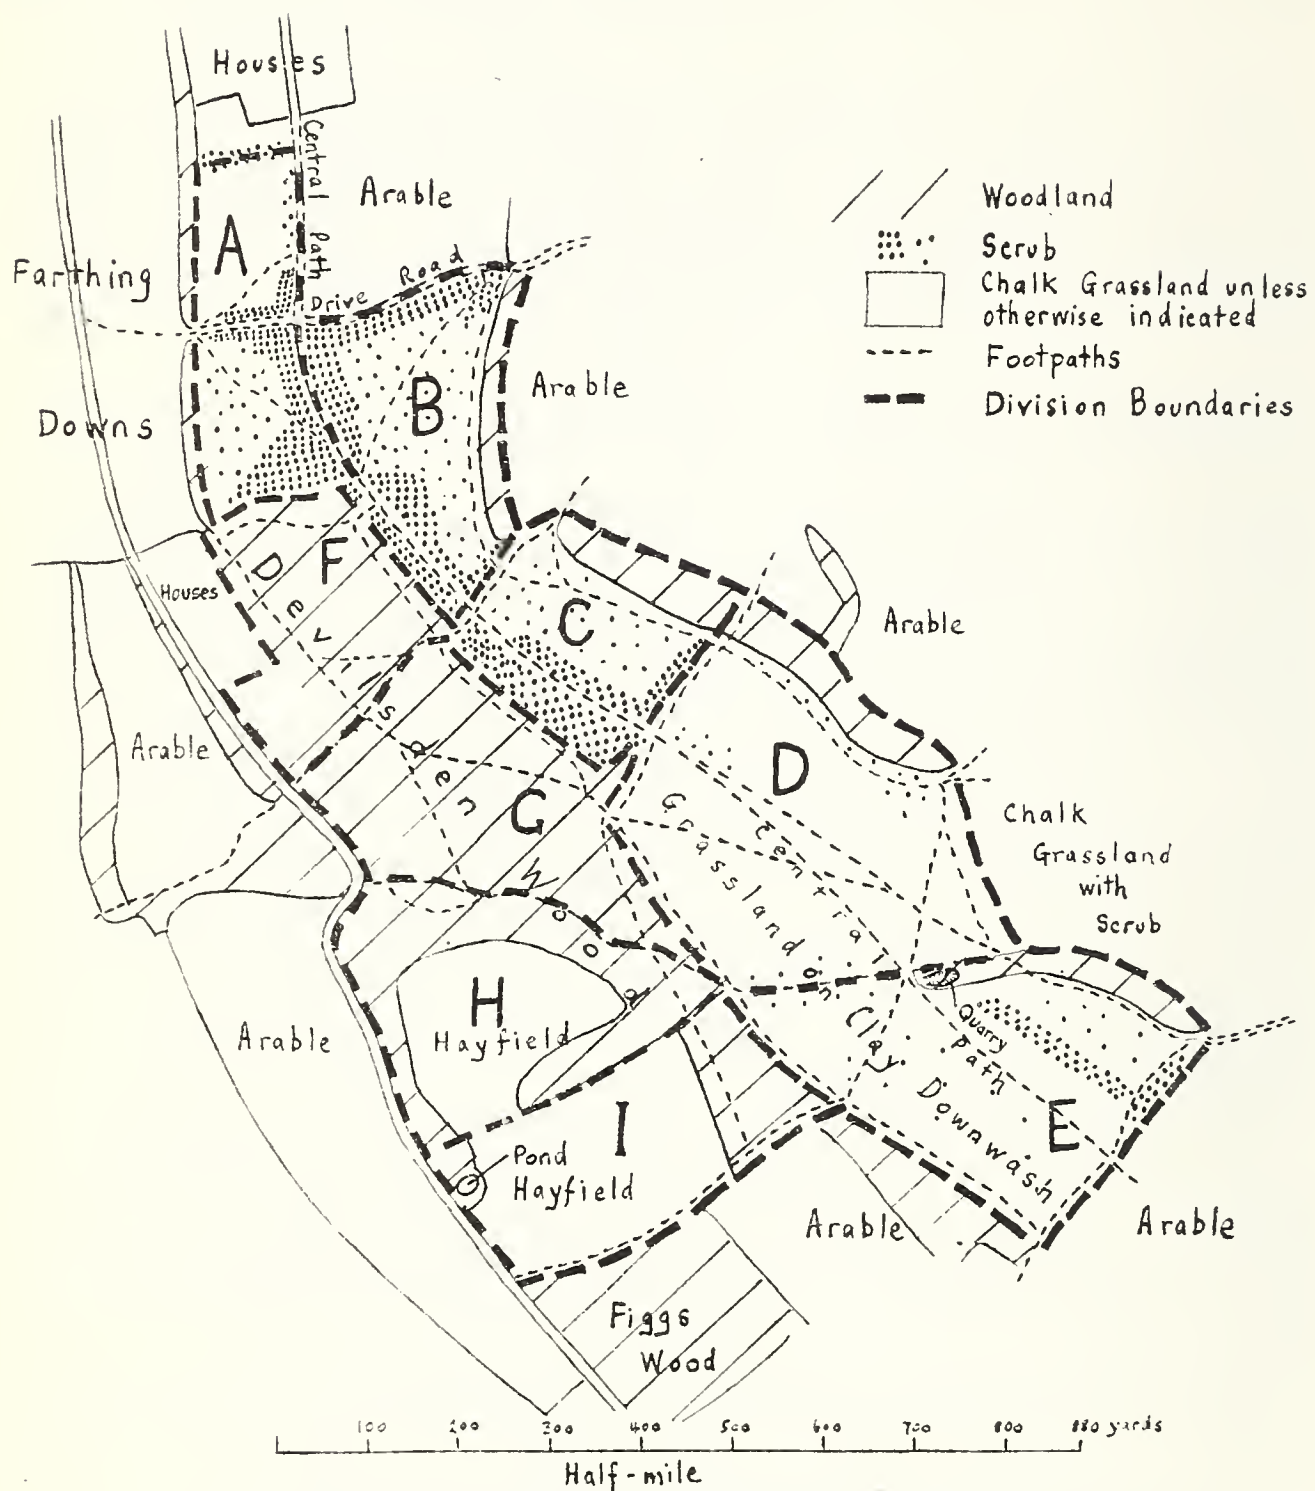 Houses
Central Path
Arable
Woodland
Scrub
Chalk Grassland unless
otherwise indicated
Footpaths
Division Boundaries
A
Farthing
Drive Road
B
Arable
Downs
F
Devilsden Wood
Houses
C
Arable
Arable
D
G
Grassland on Clay Downwash
Central Path
Chalk
Grassland
with
Scrub
H
Hayfield
Arable
Quarry
E
I
Pond
Hayfield
Arable
Arable
Figgs
Wood
100 200 300 400 500 600 700 800 880 yards
Half-mile